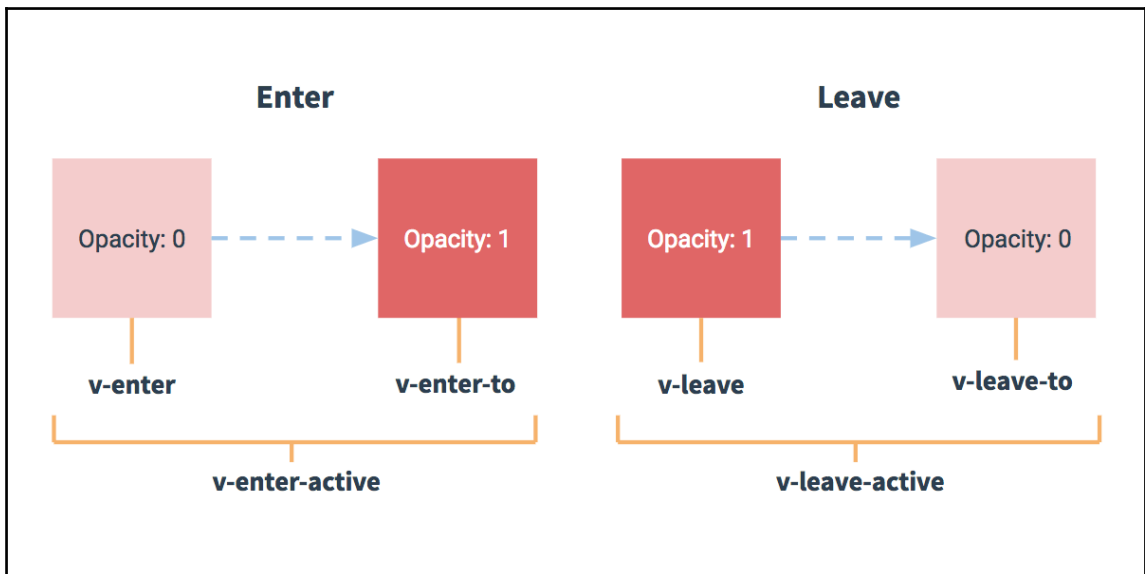 Enter
Leave
Opacity: 0
Opacity: 1
Opacity: 1
Opacity: 0
v-enter
v-enter-to
v-leave
v-leave-to
v-enter-active
v-leave-active